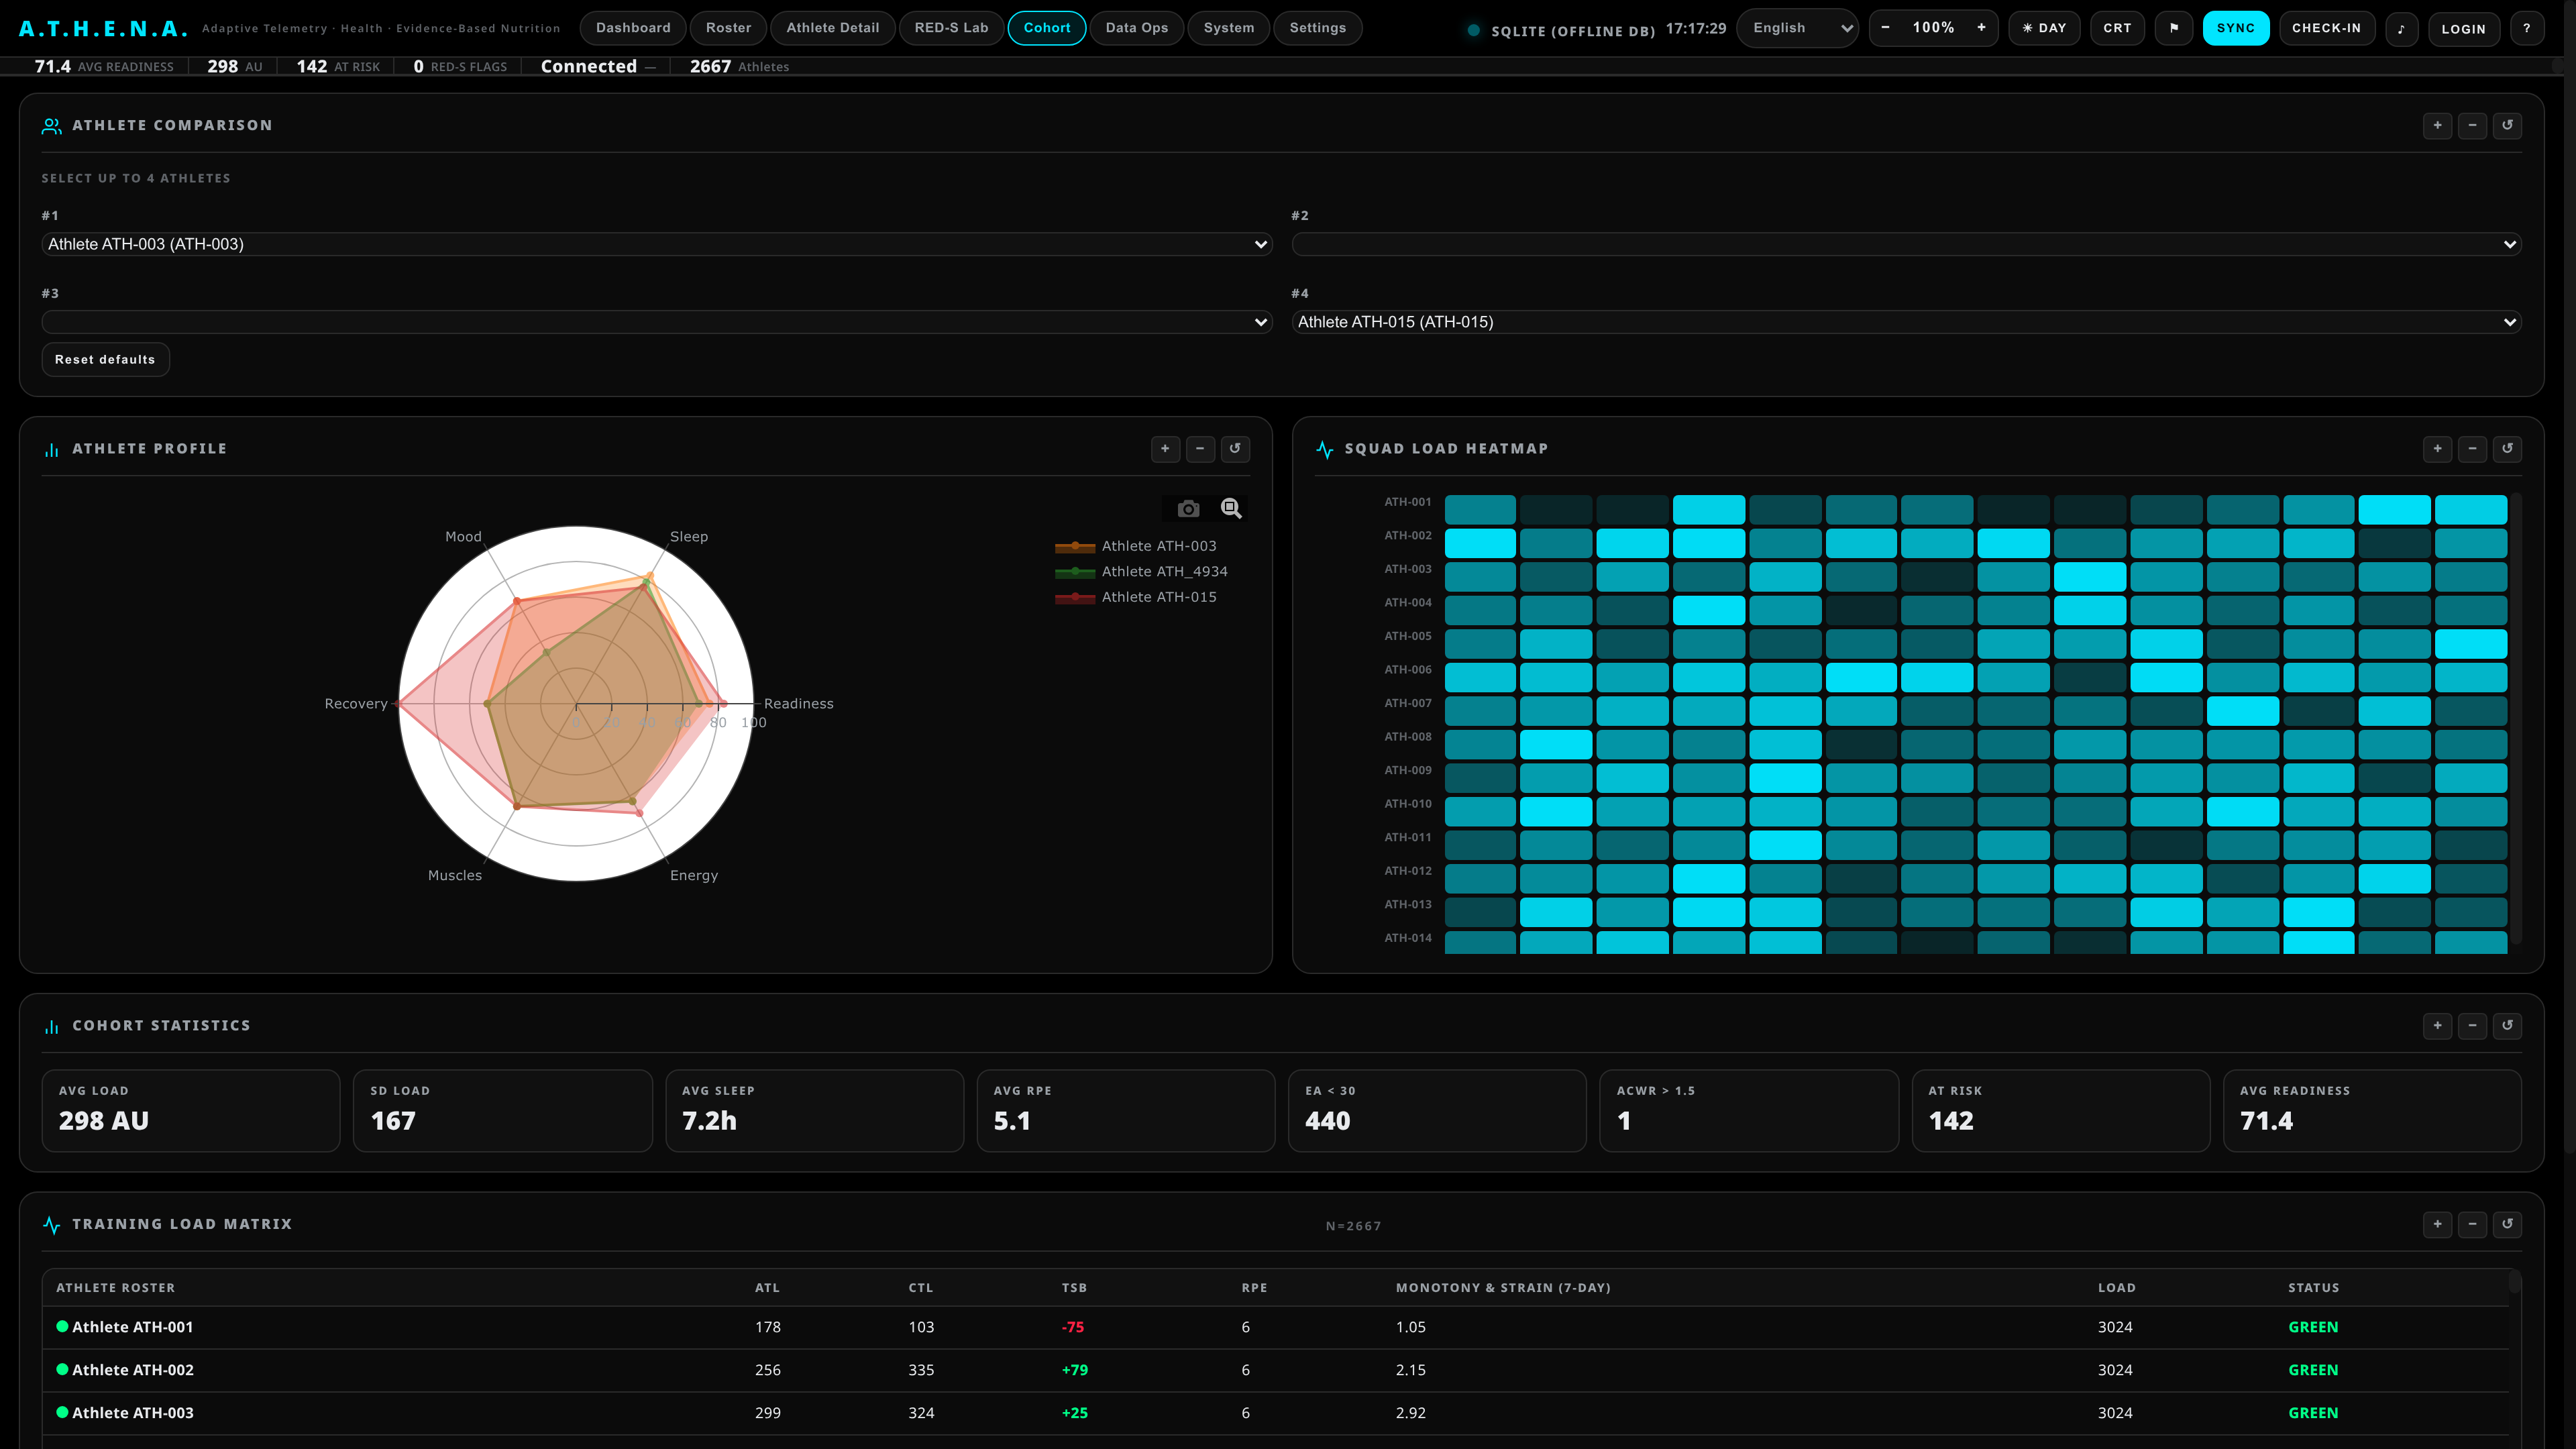 A.T.H.E.N.A. Adaptive Telemetry · Health · Evidence-Based Nutrition Dashboard Roster Athlete Detail RED-S Lab Cohort Data Ops System Settings SQLITE (OFFLINE DB) 17:17:29 English − 100% + ☀ DAY CRT ⚑ SYNC CHECK-IN ♪ LOGIN ?
71.4 AVG READINESS 298 AU 142 AT RISK 0 RED-S FLAGS Connected — 2667 Athletes
ATHLETE COMPARISON + − ↺
SELECT UP TO 4 ATHLETES
#1 #2
Athlete ATH-003 (ATH-003)
#3 #4
Athlete ATH-015 (ATH-015)
Reset defaults
ATHLETE PROFILE + − ↺
Athlete ATH-003
Athlete ATH_4934
Athlete ATH-015
Mood Sleep
Recovery Readiness
0 20 40 60 80 100
Muscles Energy
SQUAD LOAD HEATMAP + − ↺
ATH-001
ATH-002
ATH-003
ATH-004
ATH-005
ATH-006
ATH-007
ATH-008
ATH-009
ATH-010
ATH-011
ATH-012
ATH-013
ATH-014
COHORT STATISTICS + − ↺
AVG LOAD SD LOAD AVG SLEEP AVG RPE EA < 30 ACWR > 1.5 AT RISK AVG READINESS
298 AU 167 7.2h 5.1 440 1 142 71.4
TRAINING LOAD MATRIX N=2667 + − ↺
ATHLETE ROSTER ATL CTL TSB RPE MONOTONY & STRAIN (7-DAY) LOAD STATUS
Athlete ATH-001 178 103 -75 6 1.05 3024 GREEN
Athlete ATH-002 256 335 +79 6 2.15 3024 GREEN
Athlete ATH-003 299 324 +25 6 2.92 3024 GREEN